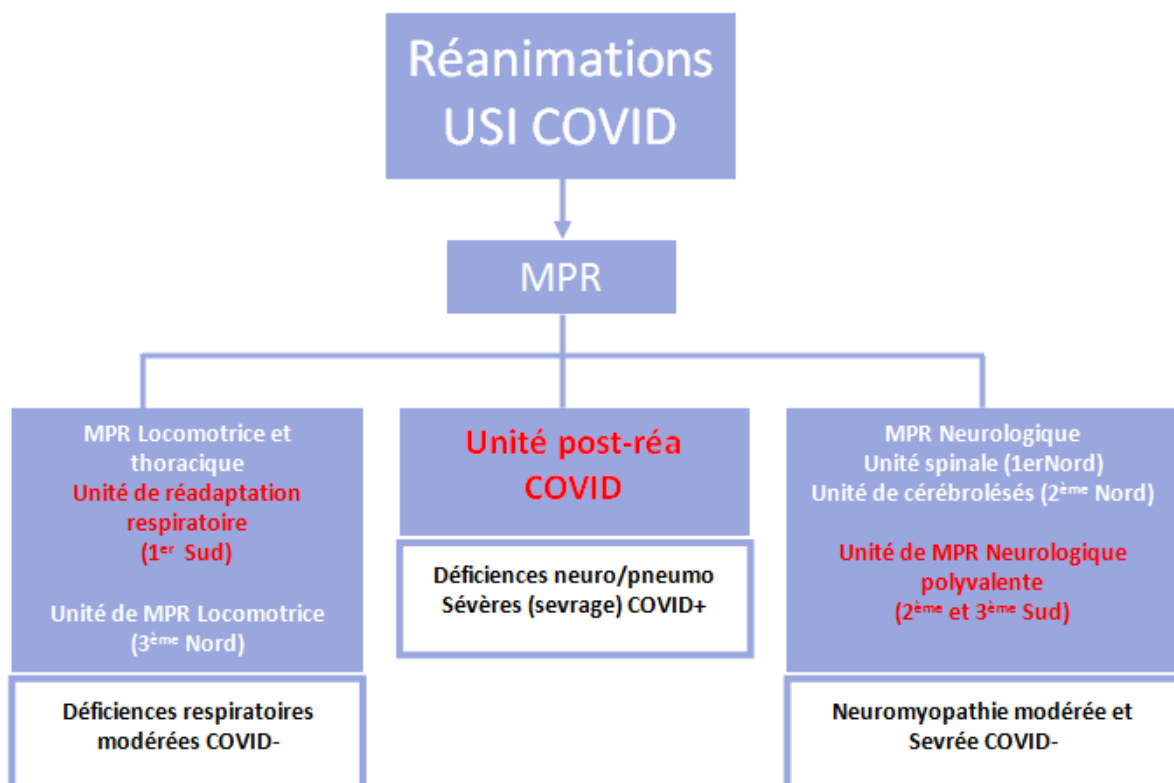 Réanimations
USI COVID
MPR
MPR Locomotrice et
thoracique
Unité de réadaptation
respiratoire
(1er Sud)
Unité de MPR Locomotrice
(3ème Nord)
Déficiences respiratoires
modérées COVID-
Unité post-réa
COVID
Déficiences neuro/pneumo
Sévères (sevrage) COVID+
MPR Neurologique
Unité spinale (1erNord)
Unité de cérébrolésés (2ème Nord)
Unité de MPR Neurologique
polyvalente
(2ème et 3ème Sud)
Neuromyopathie modérée et
Sevrée COVID-